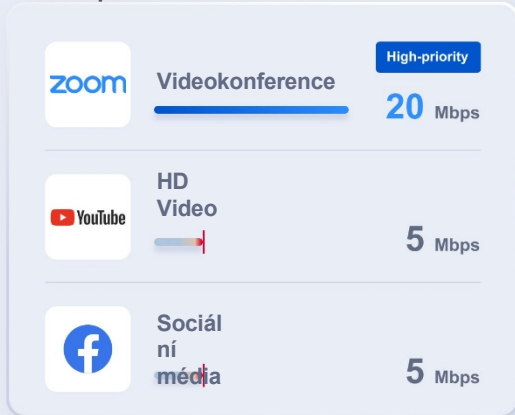 zoom
Videokonference
High-priority
20 Mbps
YouTube
HD
Video
5 Mbps
Sociál
ní
média
5 Mbps